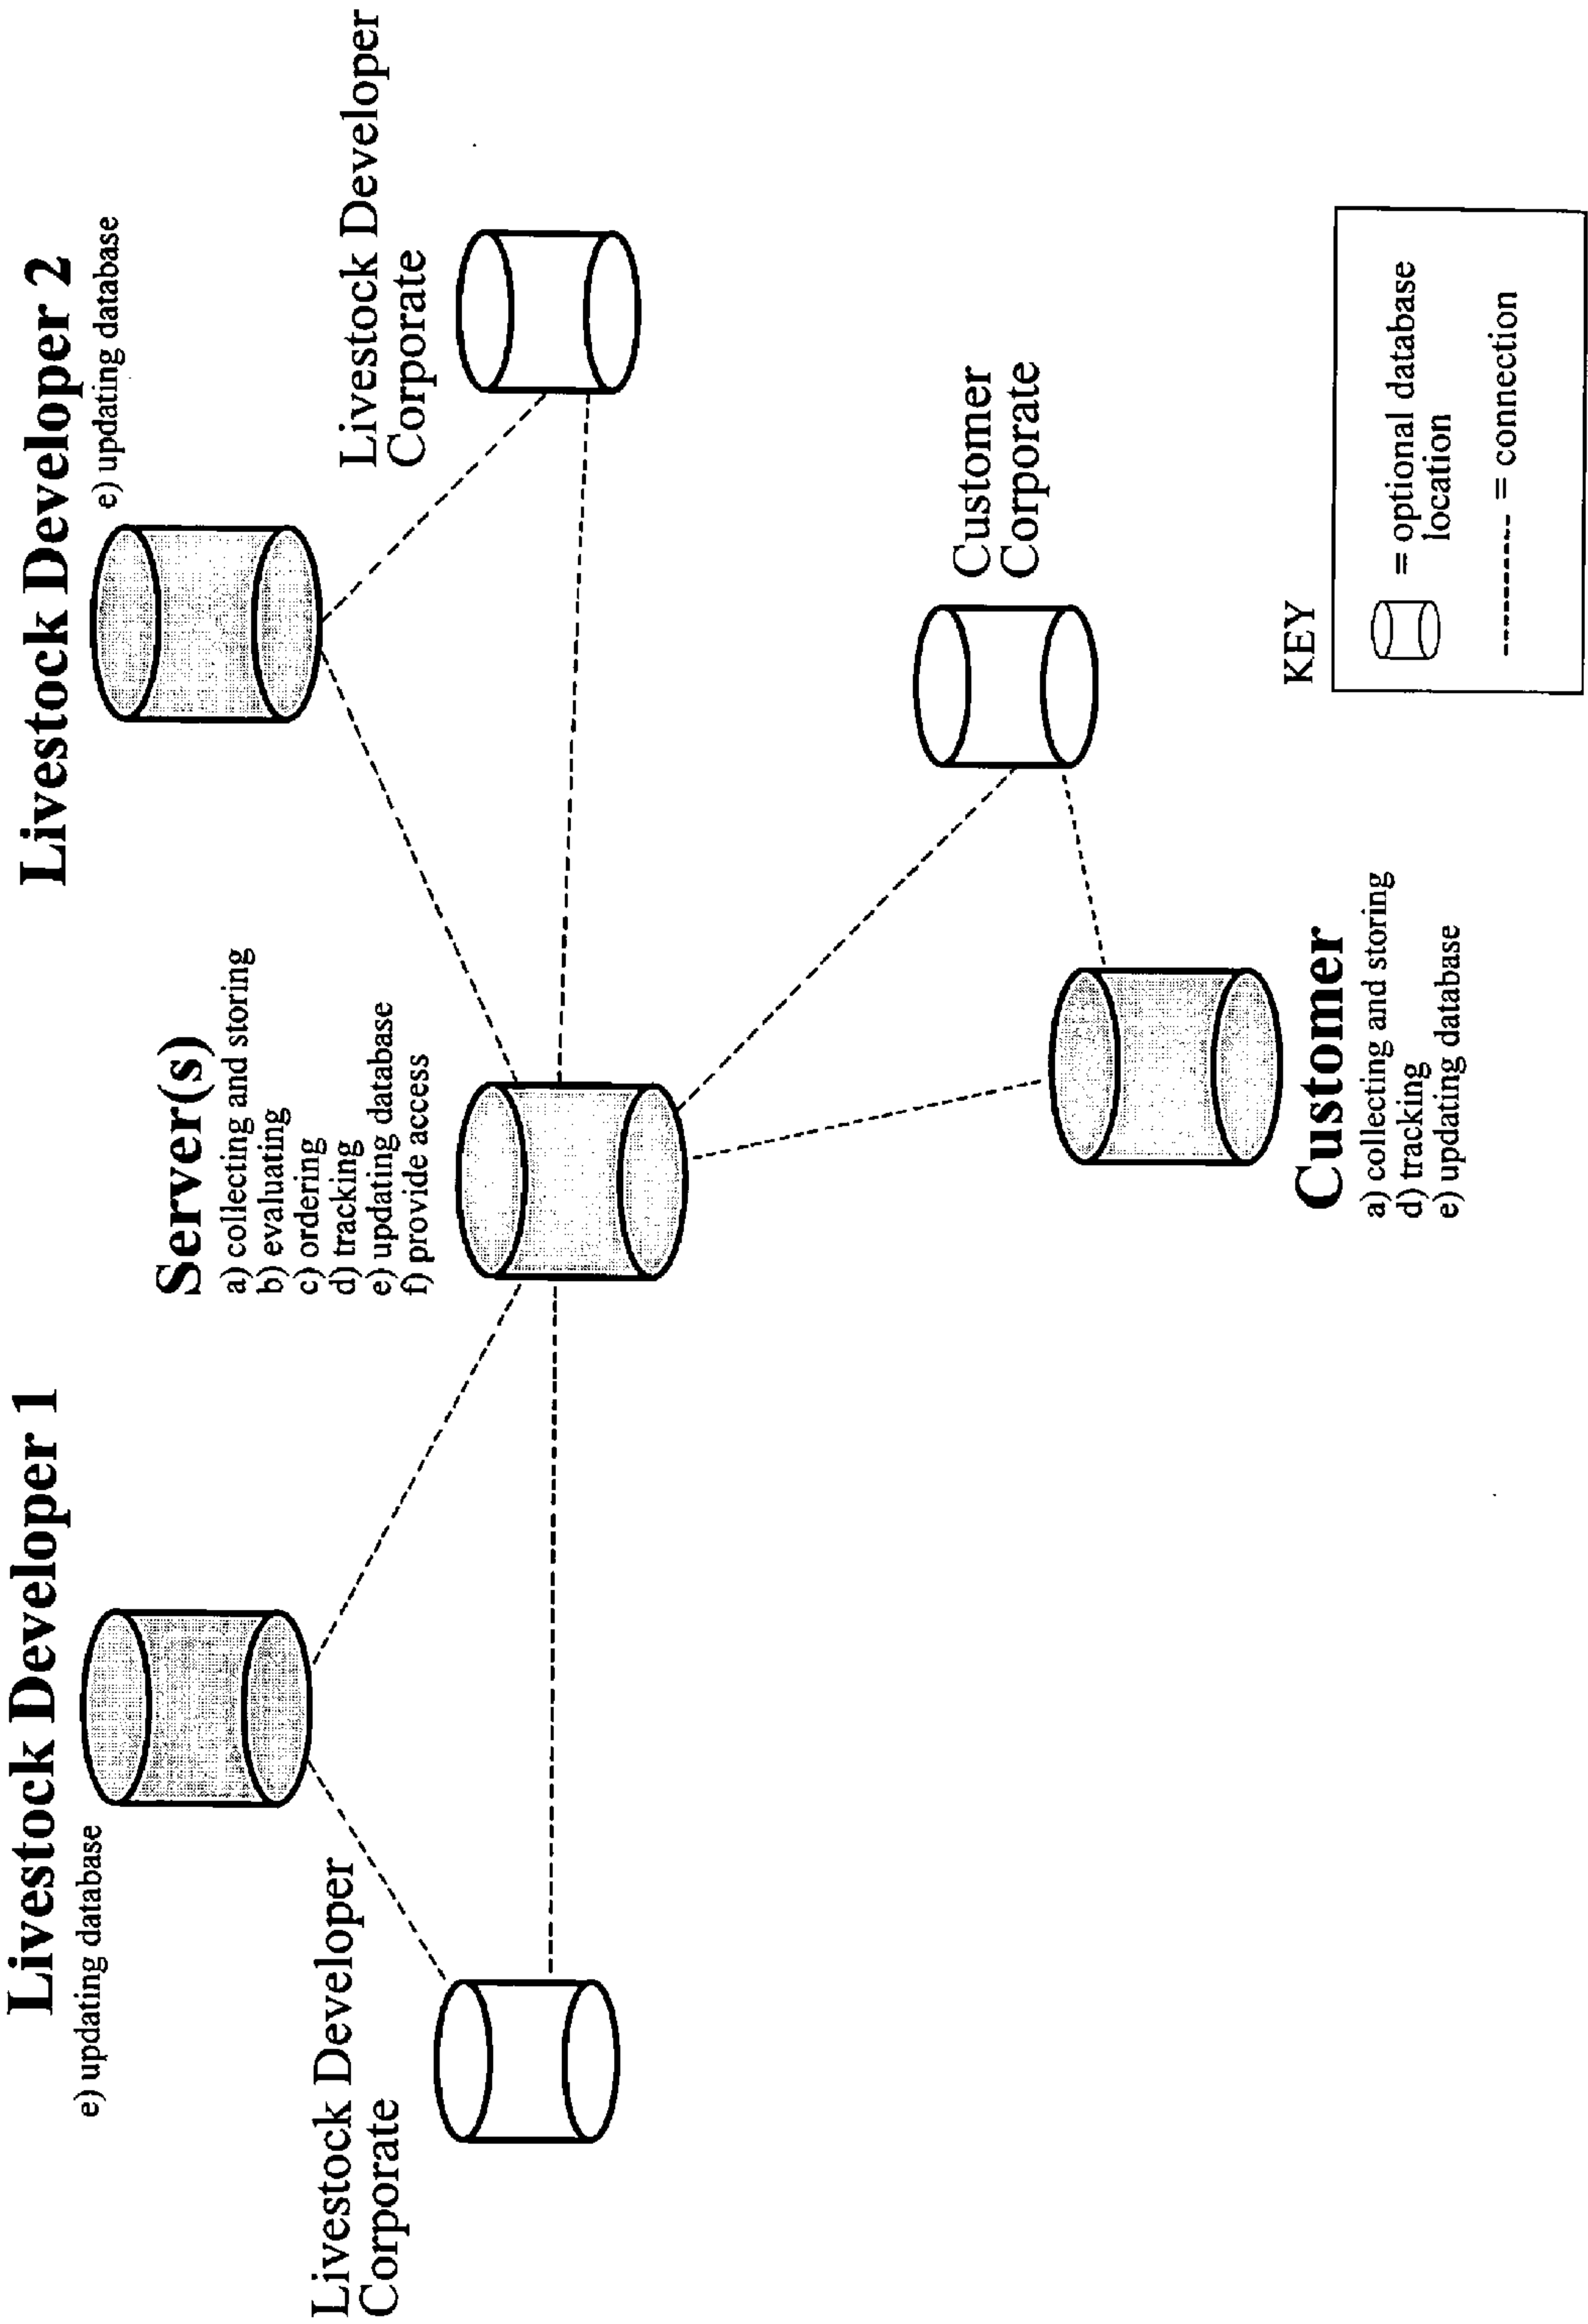 Livestock Developer 1
e) updating database
Livestock Developer
Corporate
Server(s)
a) collecting and storing
b) evaluating
c) ordering
d) tracking
e) updating database
f) provide access
Livestock Developer 2
e) updating database
Livestock Developer
Corporate
Customer
Corporate
Customer
a) collecting and storing
d) tracking
e) updating database
KEY
= optional database
location
--------- = connection